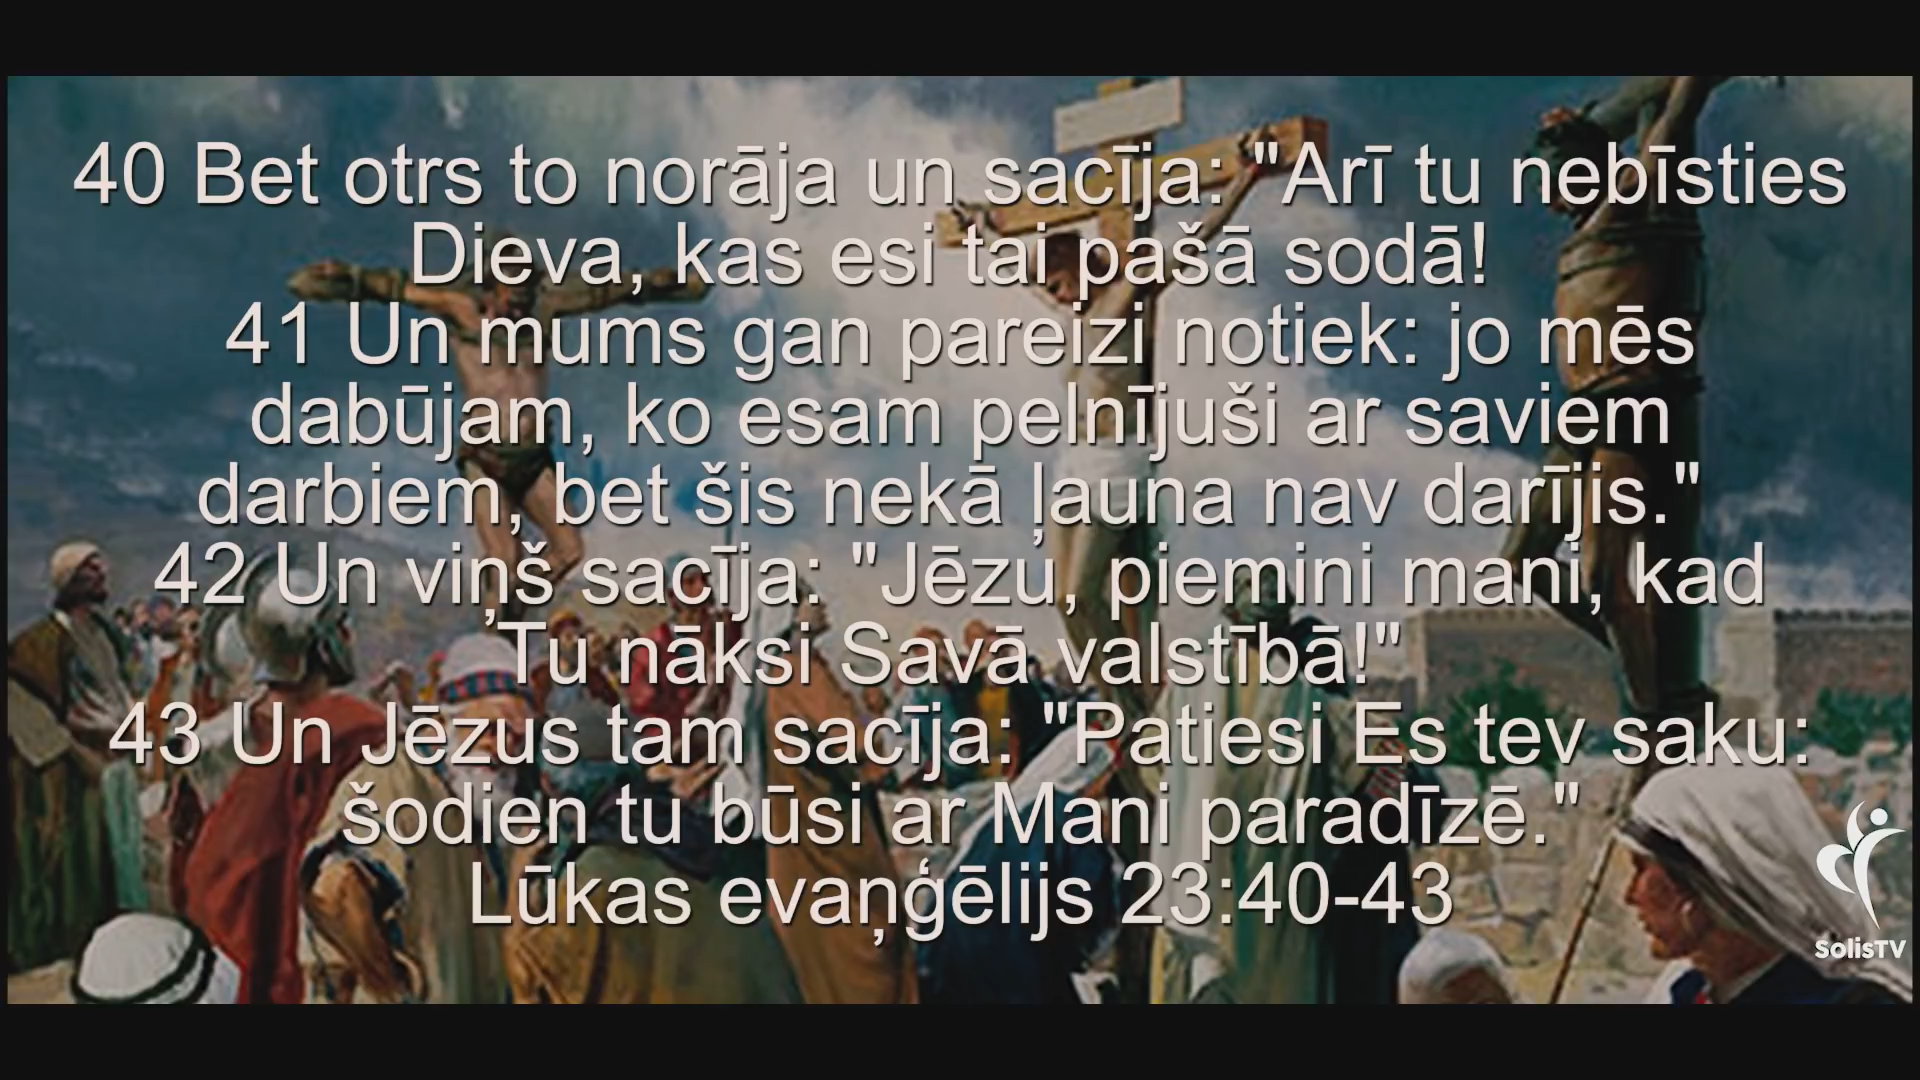 40 Bet otrs to norāja un sacīja: "Arī tu nebīsties
Dieva, kas esi tai pašā sodā!
41 Un mums gan pareizi notiek: jo mēs
dabūjam, ko esam pelnījuši ar saviem
darbiem, bet šis nekā ļauna nav darījis."
42 Un viņš sacīja: "Jēzu, piemini mani, kad
Tu nāksi Savā valstībā!"
43 Un Jēzus tam sacīja: "Patiesi Es tev saku:
šodien tu būsi ar Mani paradīzē."
Lūkas evaņģēlijs 23:40-43
SolisTV